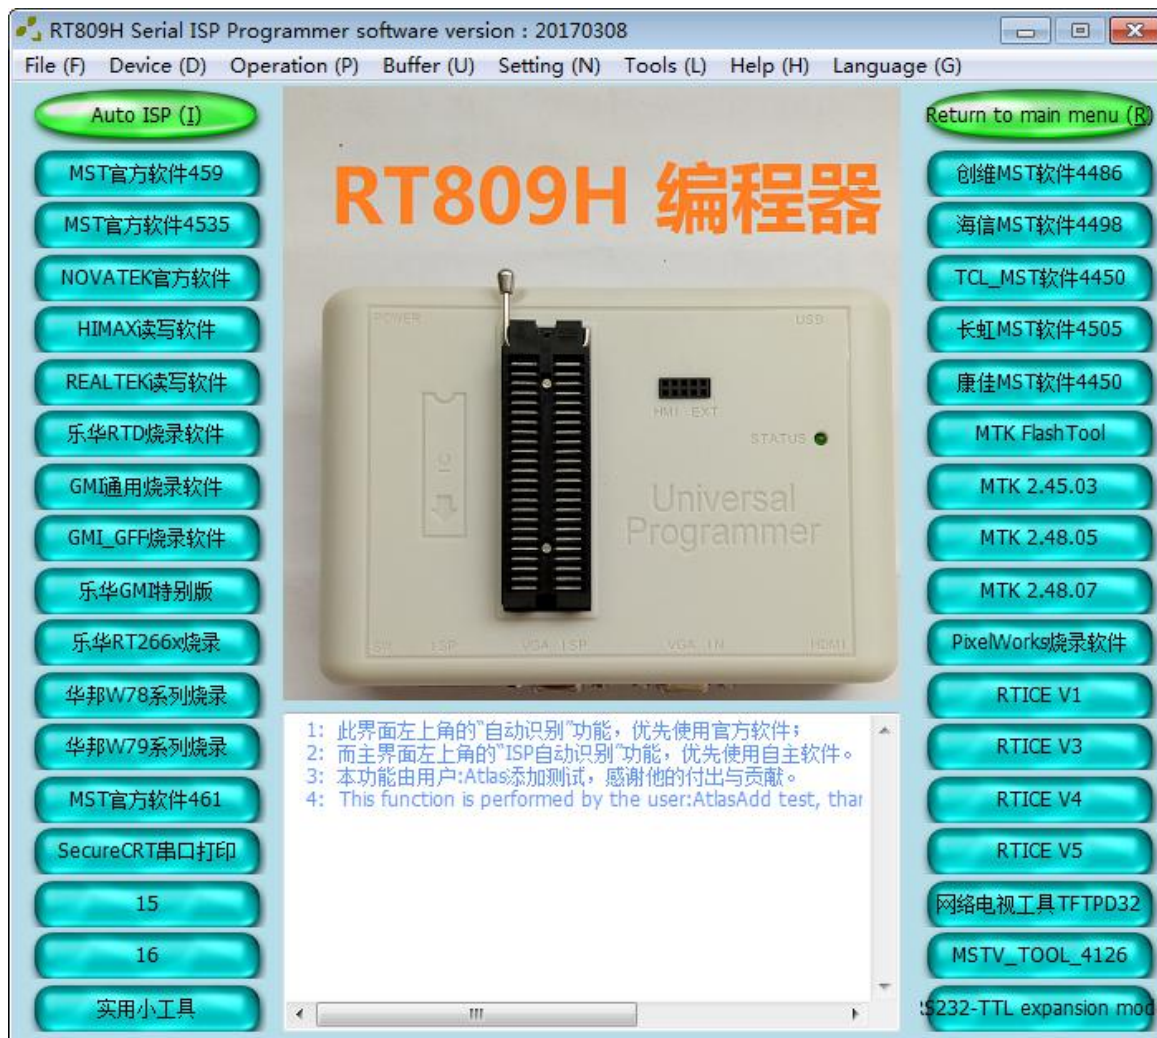 RT809H Serial ISP Programmer software version : 20170308
File (F) Device (D) Operation (P) Buffer (U) Setting (N) Tools (L) Help (H) Language (G)
Auto ISP (I)
MST官方软件459
MST官方软件4535
NOVATEK官方软件
HIMAX读写软件
REALTEK读写软件
乐华RTD烧录软件
GMI通用烧录软件
GMI_GFF烧录软件
乐华GMI特别版
乐华RT266x烧录
华邦W78系列烧录
华邦W79系列烧录
MST官方软件461
SecureCRT串口打印
15
16
实用小工具
RT809H 编程器
POWER
USB
HMI EXT
STATUS
Universal
Programmer
SW ISP VGA ISP VGA IN HDMI
1: 此界面左上角的“自动识别”功能，优先使用官方软件；
2: 而主界面左上角的“ISP自动识别”功能，优先使用自主软件。
3: 本功能由用户:Atlas添加测试，感谢他的付出与贡献。
4: This function is performed by the user:AtlasAdd test,
Return to main menu (R)
创维MST软件4486
海信MST软件4498
TCL_MST软件4450
长虹MST软件4505
康佳MST软件4450
MTK FlashTool
MTK 2.45.03
MTK 2.48.05
MTK 2.48.07
PixelWorks烧录软件
RTICE V1
RTICE V3
RTICE V4
RTICE V5
网络电视工具TFTPD32
MSTV_TOOL_4126
S232-TTL expansion mod